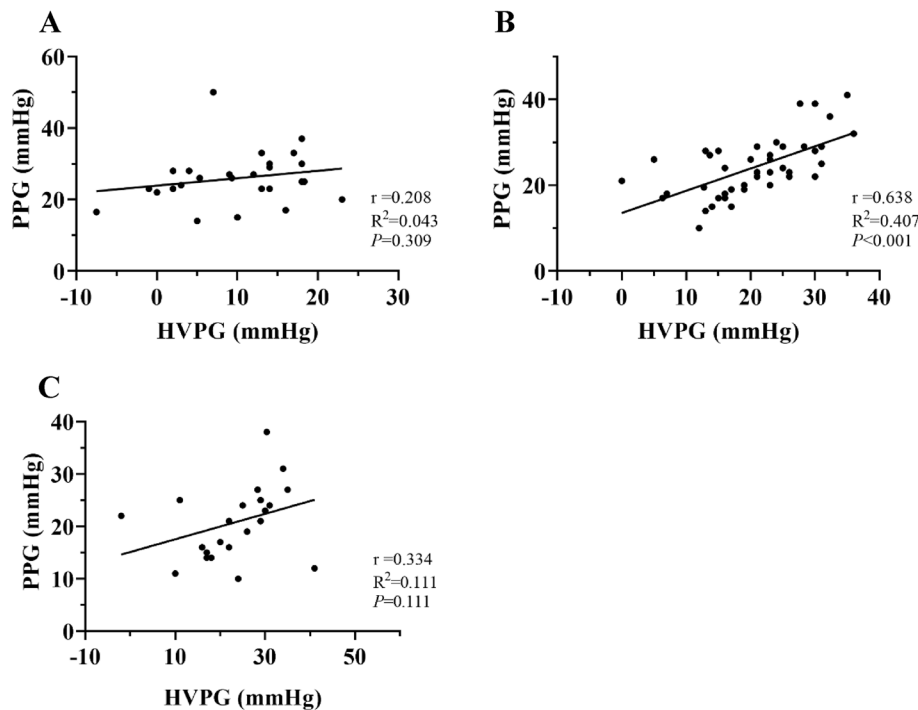 A
60
40
20
0
PPG (mmHg)
-10 0 10 20 30
HVPG (mmHg)
r =0.208
R²=0.043
P=0.309
B
40
20
0
PPG (mmHg)
-10 0 10 20 30 40
HVPG (mmHg)
r =0.638
R²=0.407
P<0.001
C
40
30
20
10
0
PPG (mmHg)
-10 10 30 50
HVPG (mmHg)
r =0.334
R²=0.111
P=0.111